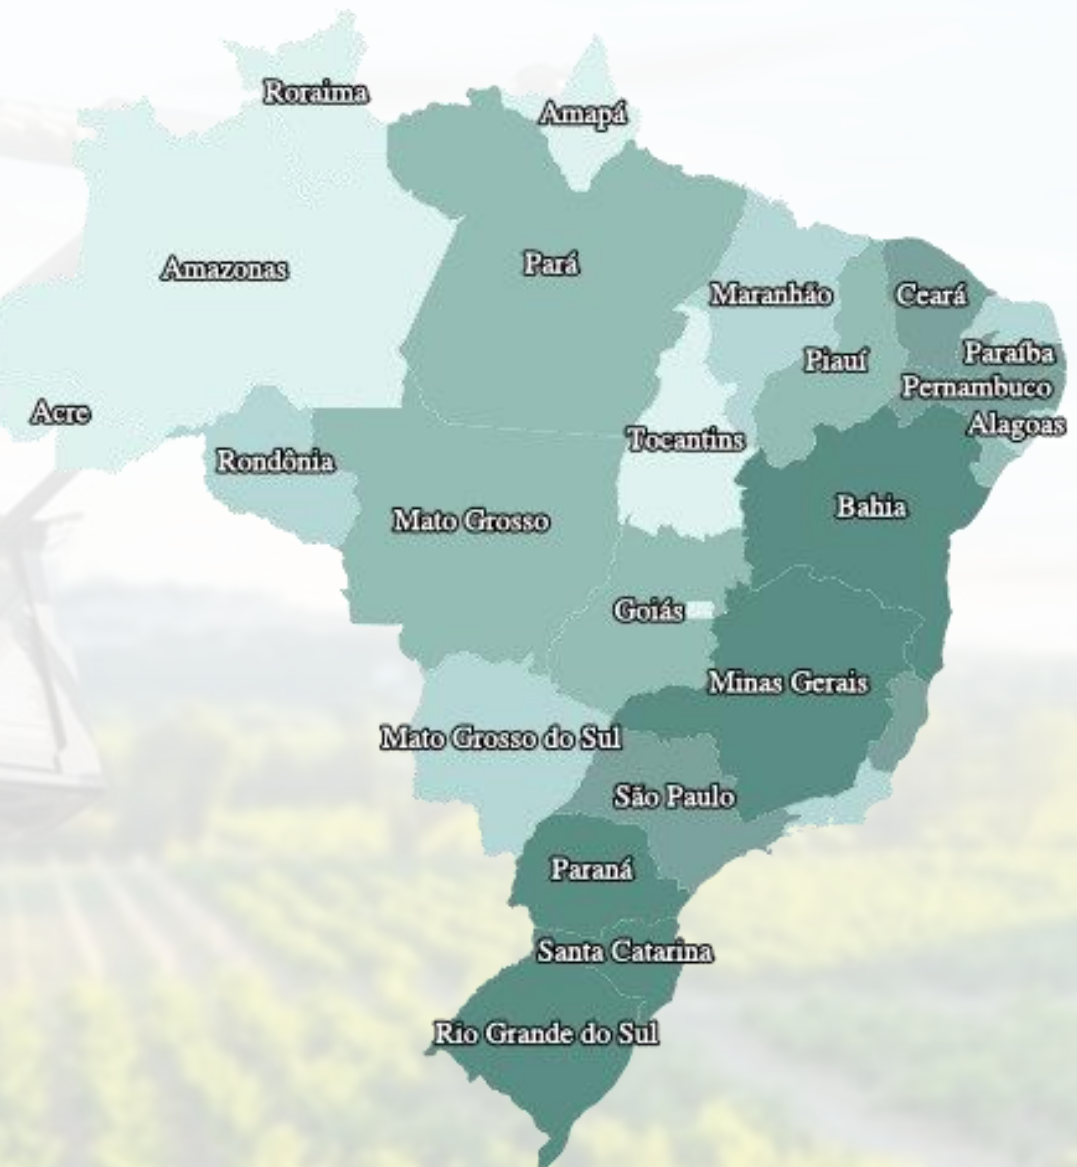 Roraima
Amapá
Amazonas
Pará
Maranhão
Ceará
Piauí
Paraíba
Pernambuco
Acre
Alagoas
Tocantins
Rondônia
Bahia
Mato Grosso
Goiás
Minas Gerais
Mato Grosso do Sul
São Paulo
Paraná
Santa Catarina
Rio Grande do Sul